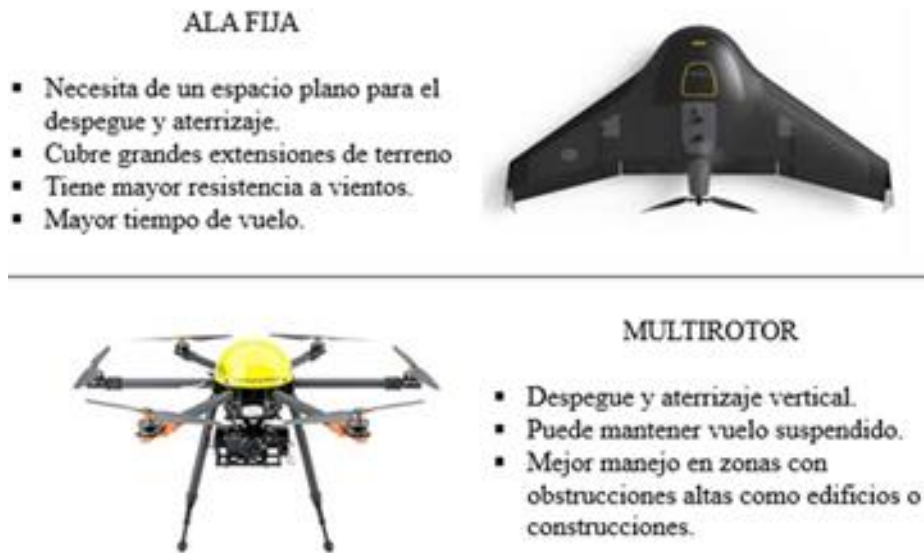 ALA FIJA
▪ Necesita de un espacio plano para el
despegue y aterrizaje.
▪ Cubre grandes extensiones de terreno
▪ Tiene mayor resistencia a vientos.
▪ Mayor tiempo de vuelo.
MULTIROTOR
▪ Despegue y aterrizaje vertical.
▪ Puede mantener vuelo suspendido.
▪ Mejor manejo en zonas con
obstrucciones altas como edificios o
construcciones.